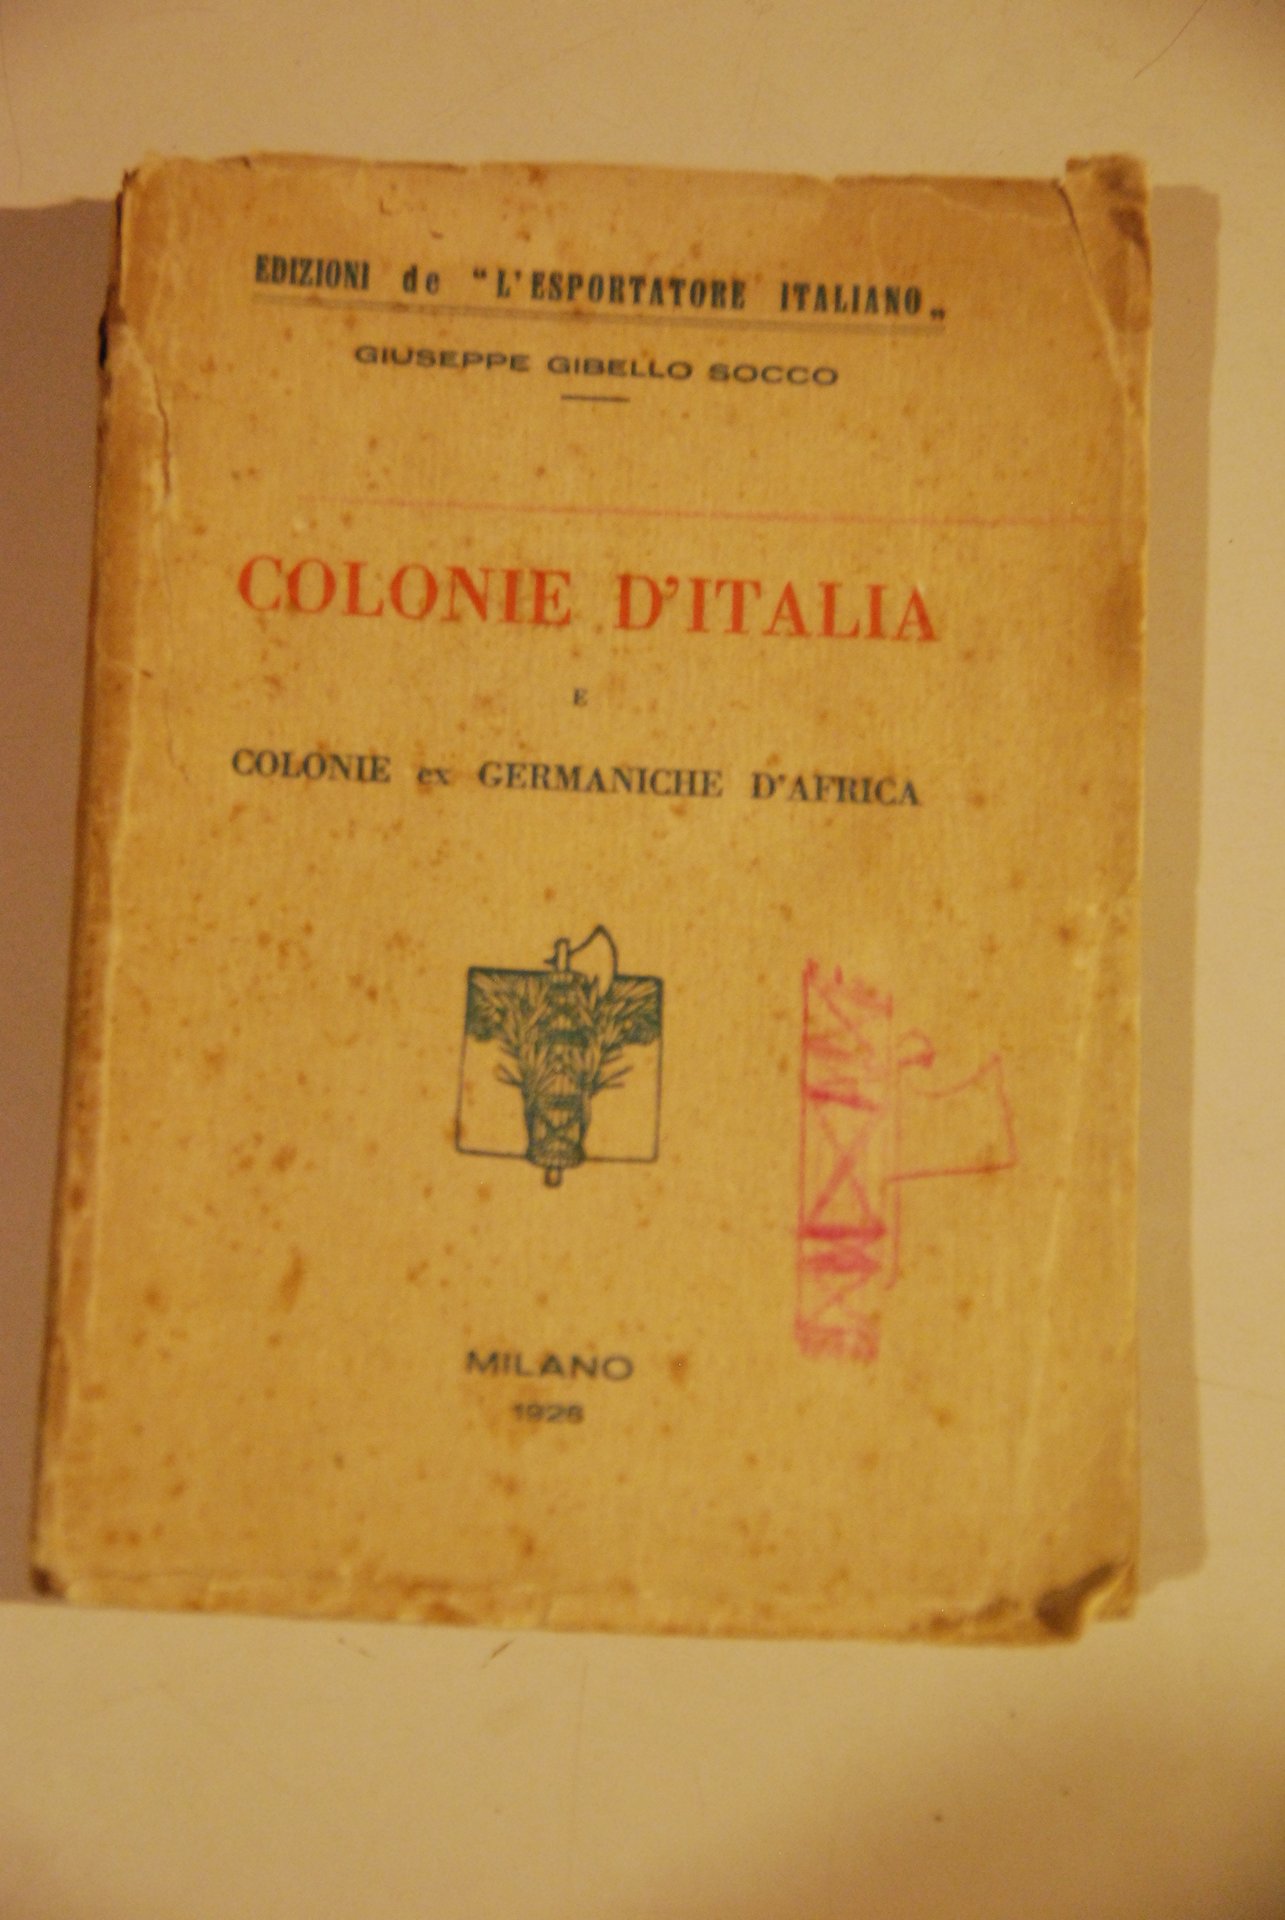 EDIZIONI de "L'ESPORTATORE ITALIANO„
GIUSEPPE GIBELLO SOCCO
COLONIE D'ITALIA
E
COLONIE ex GERMANICHE D'AFRICA
MILANO